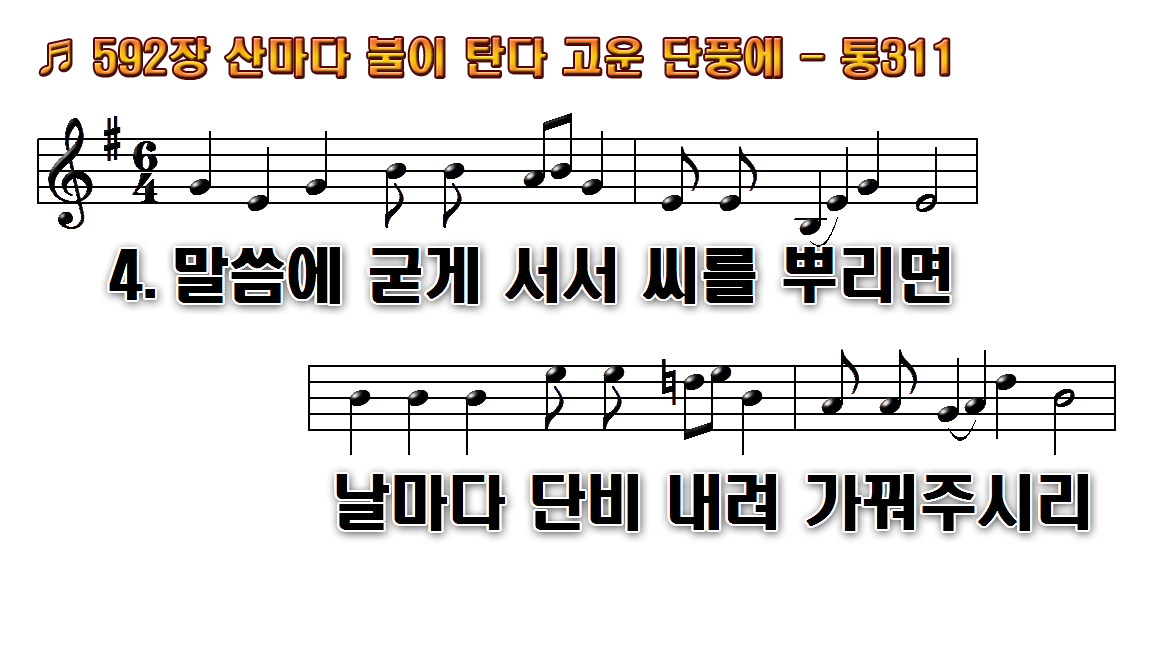 ♬ 592장 산마다 불이 탄다 고운 단풍에 - 통311
6
4
4. 말씀에 굳게 서서 씨를 뿌리면
날마다 단비 내려 가꿔주시리